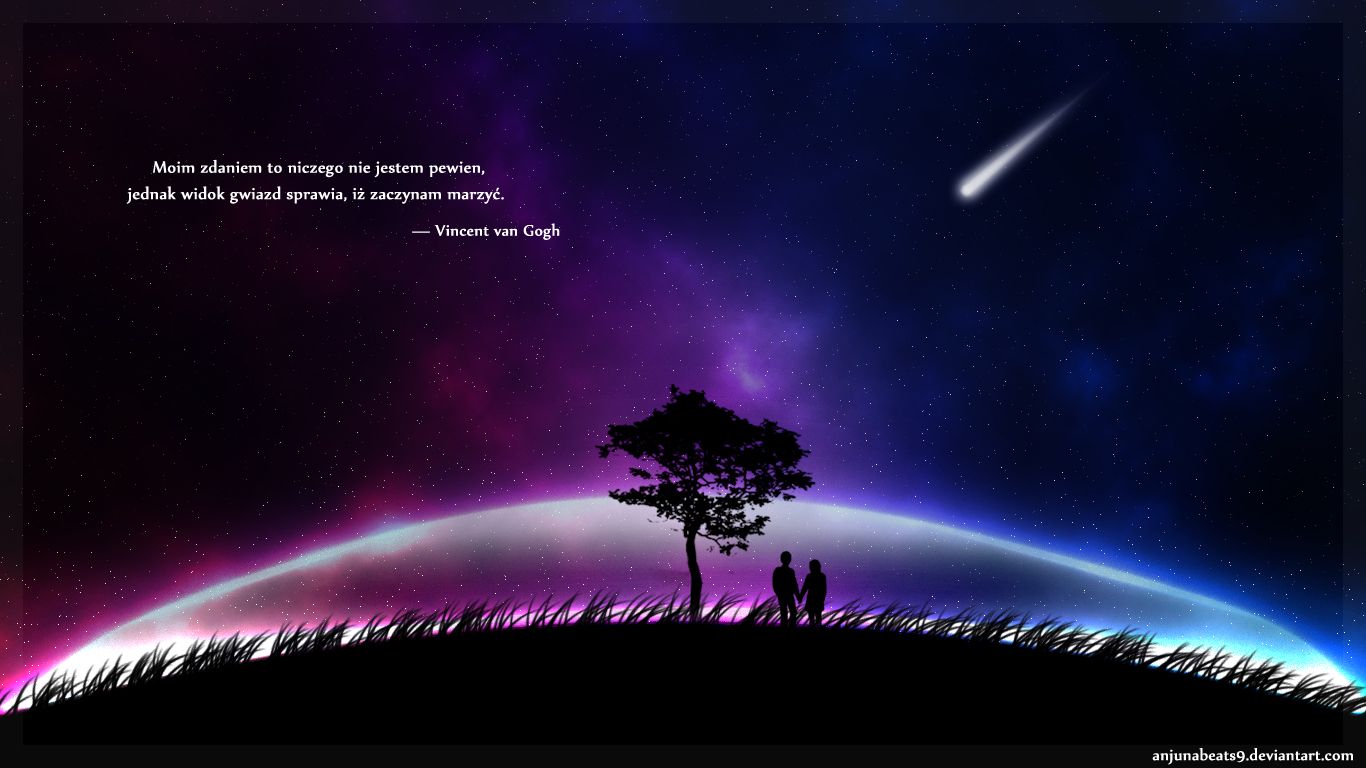 Moim zdaniem to niczego nie jestem pewien,
jednak widok gwiazd sprawia, iż zaczynam marzyć.
— Vincent van Gogh
anjunabeats9.deviantart.com